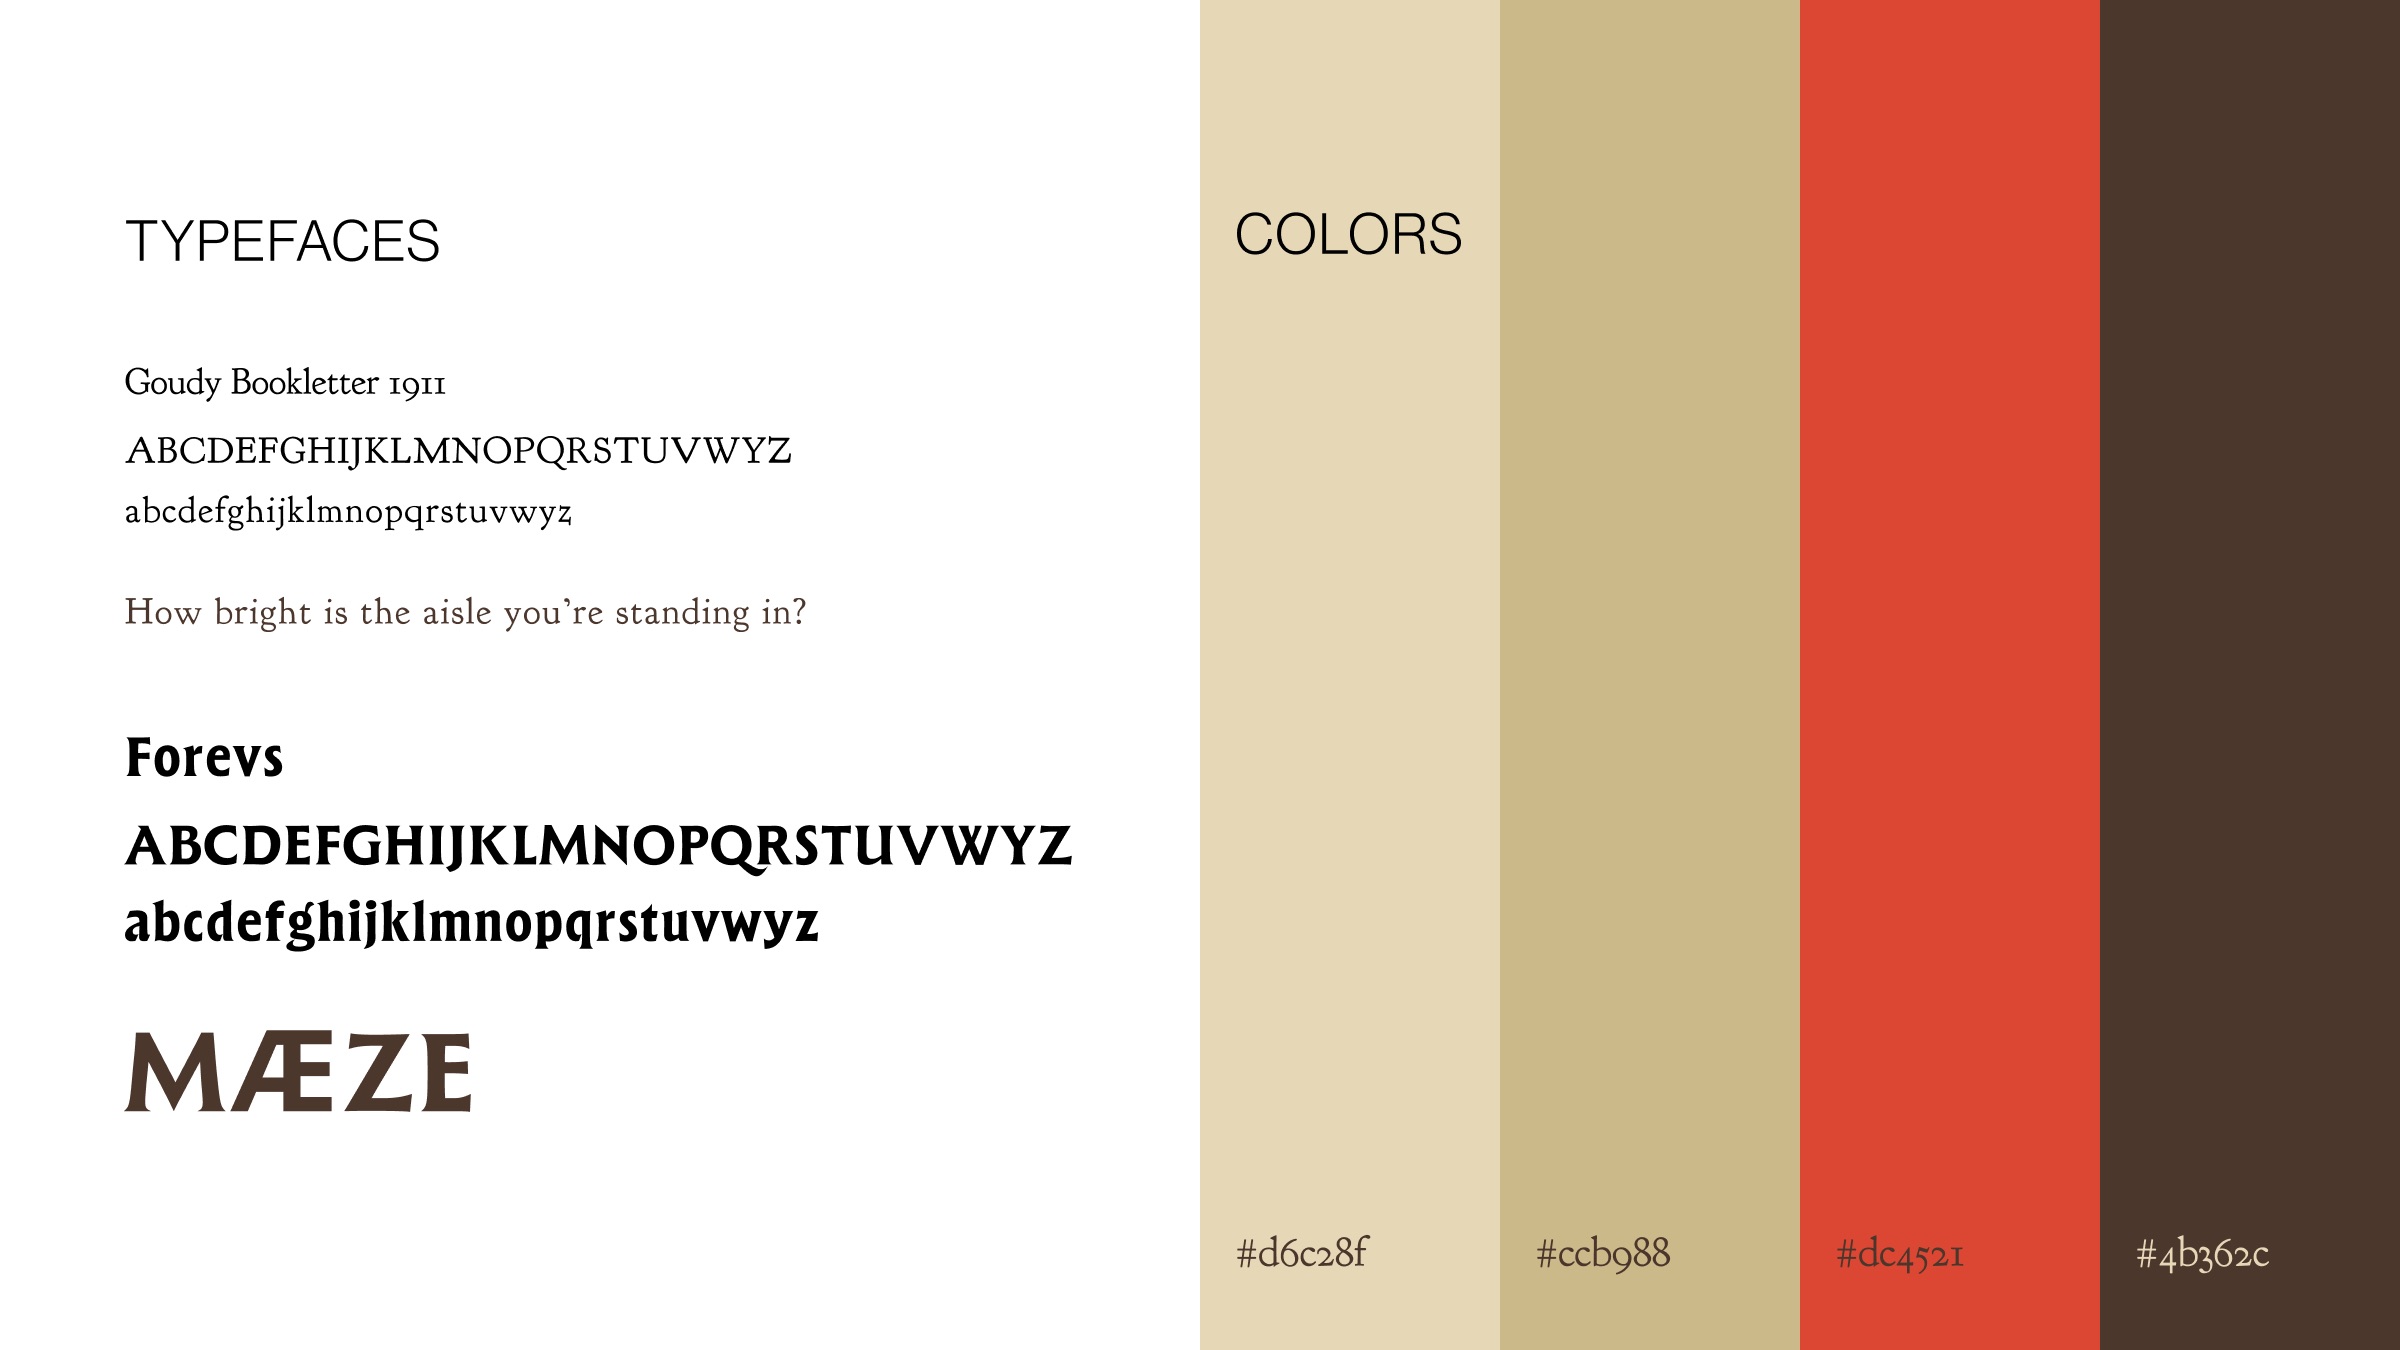 TYPEFACES
Goudy Bookletter 1911
ABCDEFGHIJKLMNOPQRSTUVWYZ
abcdefghijklmnopqrstuvwyz
How bright is the aisle you’re standing in?
Forevs
ABCDEFGHIJKLMNOPQRSTUVWYZ
abcdefghijklmnopqrstuvwyz
MÆZE
COLORS
#d6c28f
#ccb988
#dc4521
#4b362c